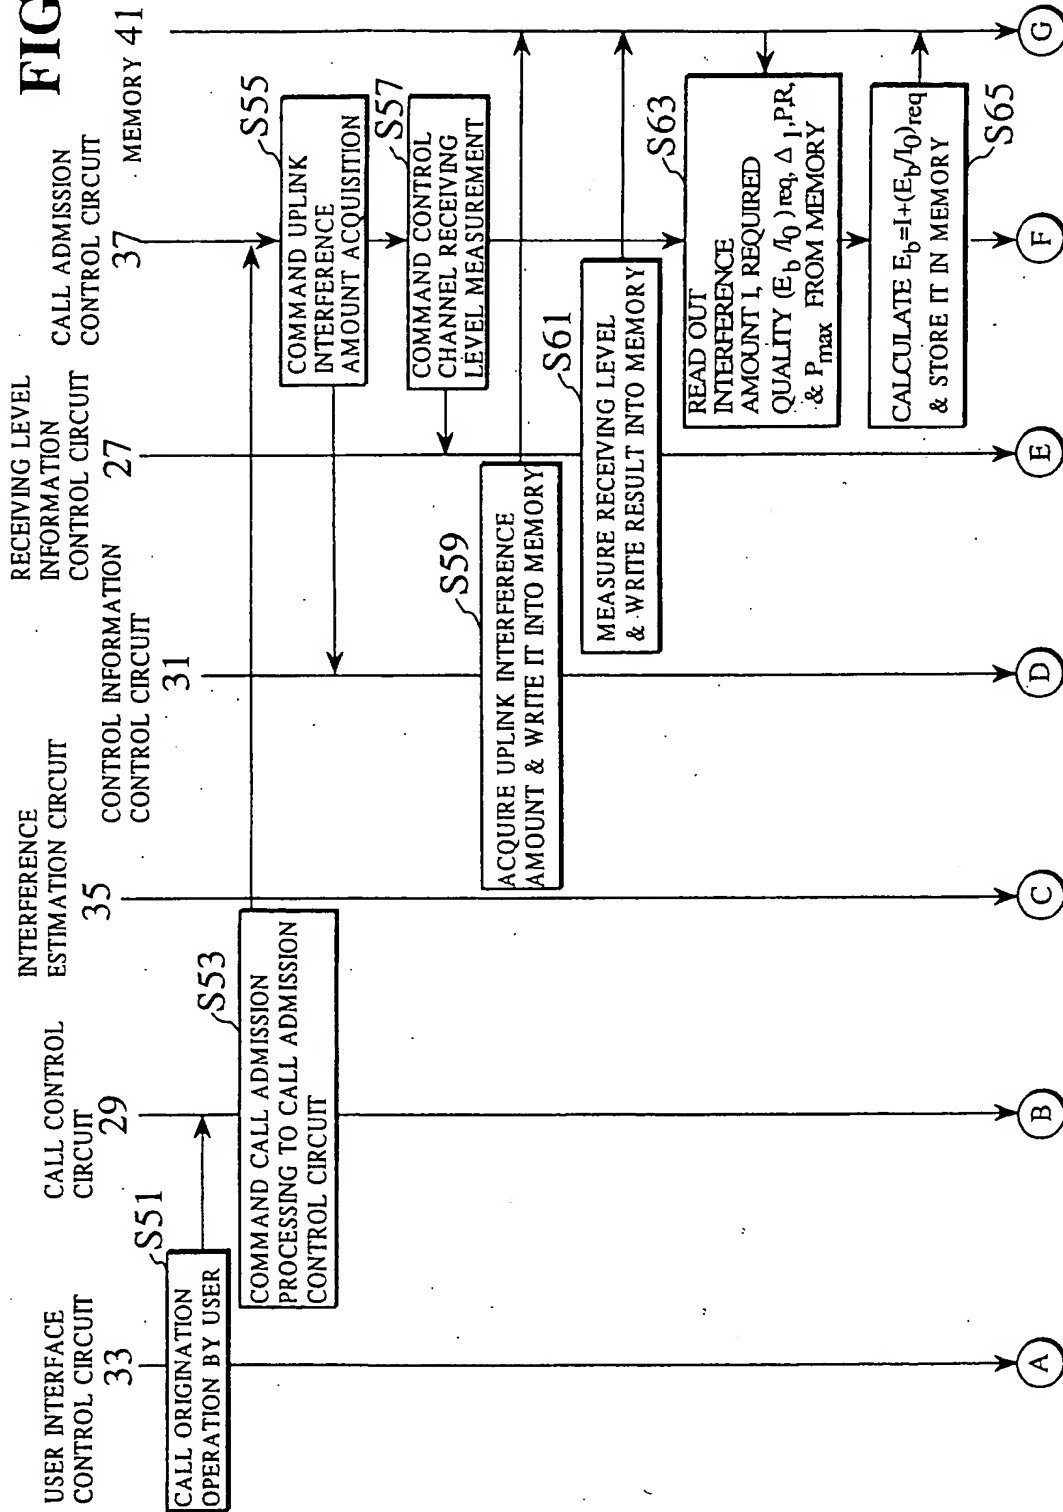 FIG
USER INTERFACE
CONTROL CIRCUIT
33
CALL CONTROL
CIRCUIT
29
INTERFERENCE
ESTIMATION CIRCUIT
35
CONTROL INFORMATION
CONTROL CIRCUIT
31
RECEIVING LEVEL
INFORMATION
CONTROL CIRCUIT
27
CALL ADMISSION
CONTROL CIRCUIT
37
MEMORY 41
S51
CALL ORIGINATION
OPERATION BY USER
S53
COMMAND CALL ADMISSION
PROCESSING TO CALL ADMISSION
CONTROL CIRCUIT
S55
COMMAND UPLINK
INTERFERENCE
AMOUNT ACQUISITION
S57
COMMAND CONTROL
CHANNEL RECEIVING
LEVEL MEASUREMENT
S59
ACQUIRE UPLINK INTERFERENCE
AMOUNT & WRITE IT INTO MEMORY
S61
MEASURE RECEIVING LEVEL
& WRITE RESULT INTO MEMORY
S63
READ OUT
INTERFERENCE
AMOUNT I, REQUIRED
QUALITY (E_b/I_0)req, Δ1,P,R,
& P_max FROM MEMORY
CALCULATE E_b=I+(E_b/I_0)req
& STORE IT IN MEMORY
S65
A
B
C
D
E
F
G